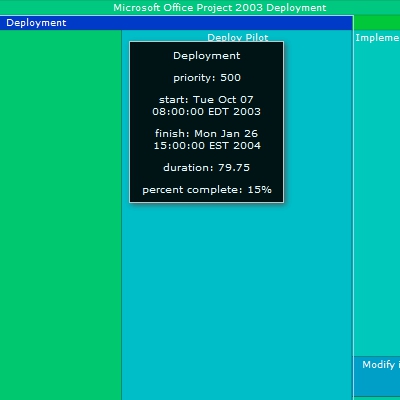 Microsoft Office Project 2003 Deployment
Deployment
Deploy Pilot
Impleme
Deployment
priority: 500
start: Tue Oct 07
08:00:00 EDT 2003
finish: Mon Jan 26
15:00:00 EST 2004
duration: 79.75
percent complete: 15%
Modify i